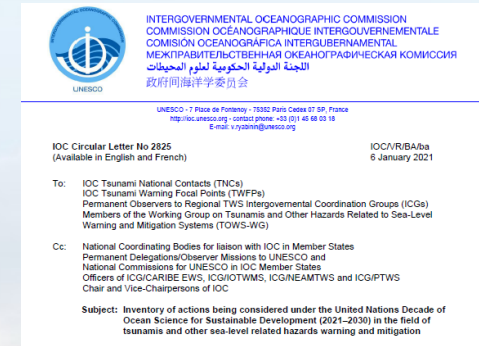 INTERGOVERNMENTAL OCEANOGRAPHIC COMMISSION
COMMISSION OCÉANOGRAPHIQUE INTERGOUVERNEMENTALE
COMISIÓN OCEANOGRÁFICA INTERGUBERNAMENTAL
МЕЖПРАВИТЕЛЬСТВЕННАЯ ОКЕАНОГРАФИЧЕСКАЯ КОМИССИЯ
اللجنة الدولية الحكومية لعلوم المحيطات
政府间海洋学委员会
UNESCO
UNESCO - 7 Place de Fontenoy - 75352 Paris Cedex 07 SP, France
http://ioc.unesco.org - contact phone: +33 (0)1 45 68 03 18
E-mail: v.ryabinin@unesco.org
IOC Circular Letter No 2825
IOC/VR/BA/ba
(Available in English and French)
6 January 2021
To: IOC Tsunami National Contacts (TNCs)
IOC Tsunami Warning Focal Points (TWFPs)
Permanent Observers to Regional TWS Intergovernmental Coordination Groups (ICGs)
Members of the Working Group on Tsunamis and Other Hazards Related to Sea-Level
Warning and Mitigation Systems (TOWS-WG)
Cc: National Coordinating Bodies for liaison with IOC in Member States
Permanent Delegations/Observer Missions to UNESCO and
National Commissions for UNESCO in IOC Member States
Officers of ICG/CARIBE EWS, ICG/IOTWMS, ICG/NEAMTWS and ICG/PTWS
Chair and Vice-Chairpersons of IOC
Subject: Inventory of actions being considered under the United Nations Decade of
Ocean Science for Sustainable Development (2021–2030) in the field of
tsunamis and other sea-level related hazards warning and mitigation